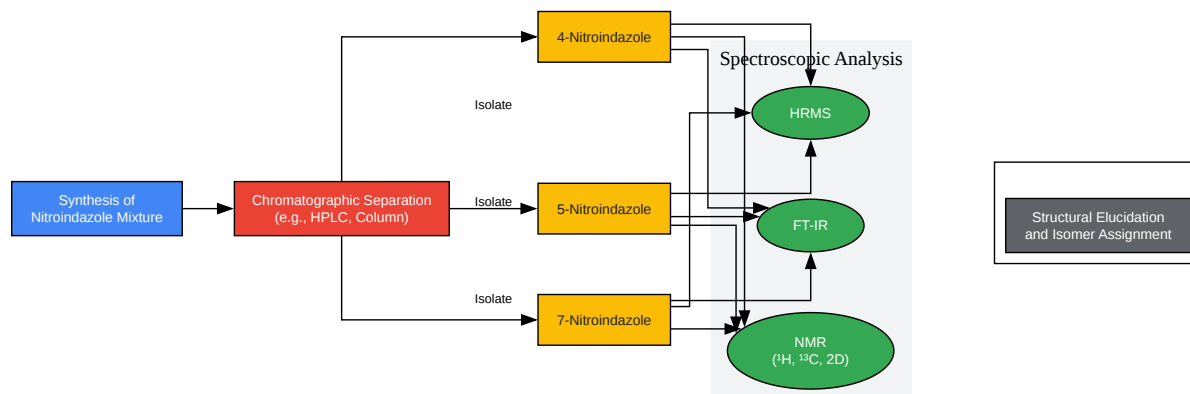 Synthesis of
Nitroindazole Mixture
Chromatographic Separation
(e.g., HPLC, Column)
Isolate
Isolate
Isolate
4-Nitroindazole
5-Nitroindazole
7-Nitroindazole
Spectroscopic Analysis
HRMS
FT-IR
NMR
(¹H, ¹³C, 2D)
Structural Elucidation
and Isomer Assignment